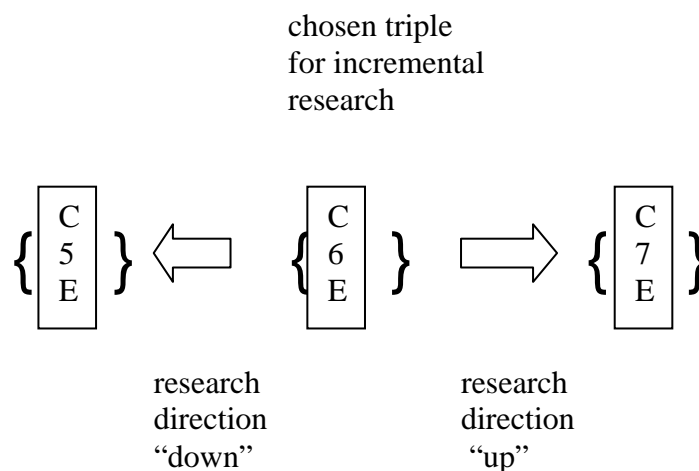 chosen triple
for incremental
research
{ C 5 E }
{ C 6 E }
{ C 7 E }
research
direction
“down”
research
direction
“up”